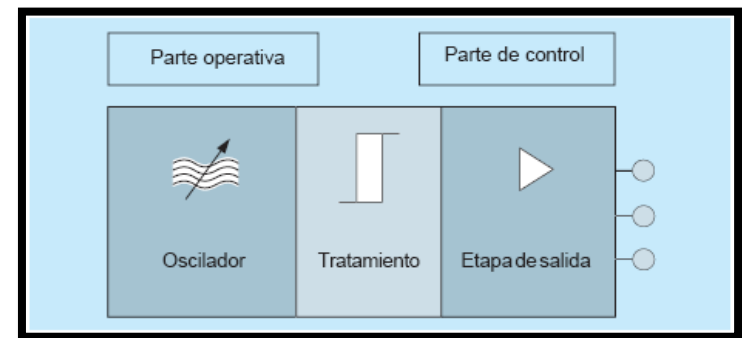 Parte operativa
Parte de control
Oscilador
Tratamiento
Etapa de salida